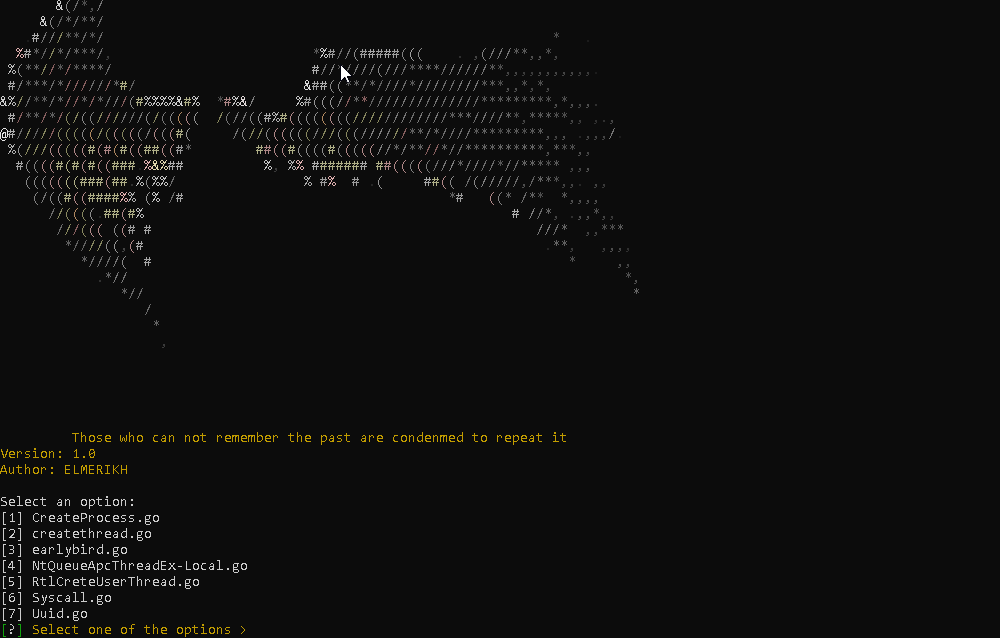 Those who can not remember the past are condenmed to repeat it
Version: 1.0
Author: ELMERIKH
Select an option:
[1] CreateProcess.go
[2] createthread.go
[3] earlybird.go
[4] NtQueueApcThreadEx-Local.go
[5] RtlCreteUserThread.go
[6] Syscall.go
[7] Uuid.go
[?] Select one of the options >